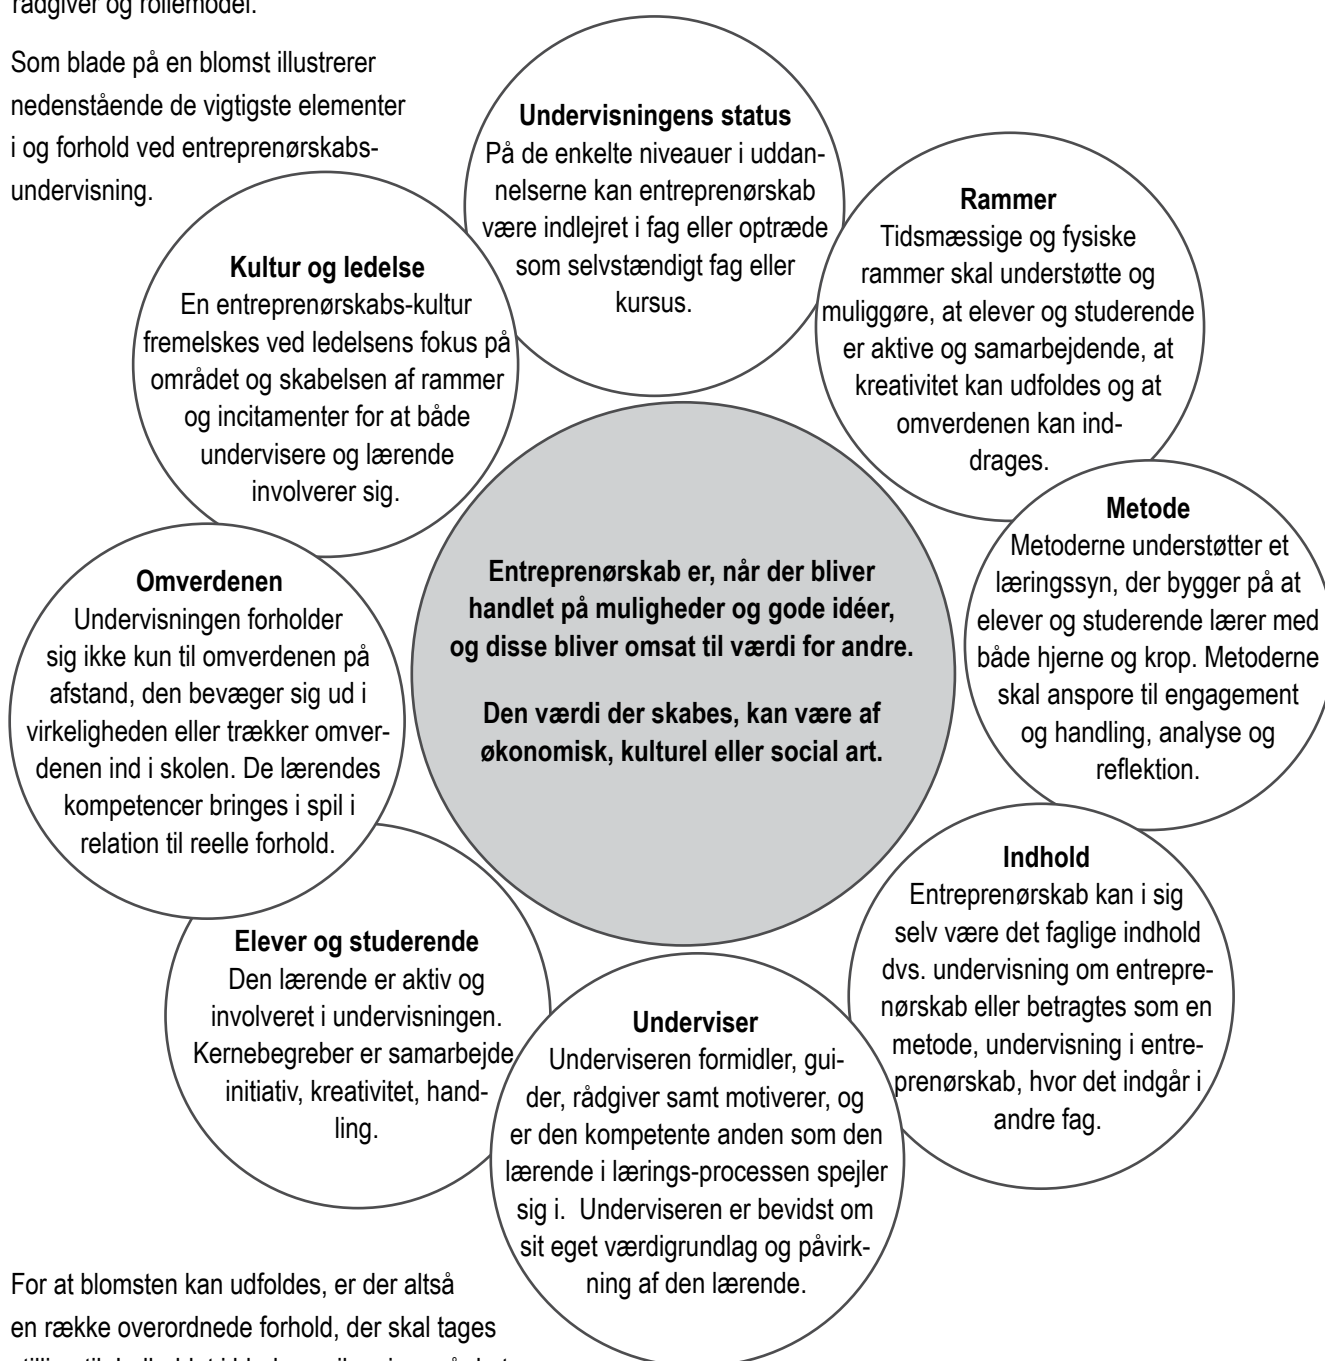 rådgiver og rollemodel.
Som blade på en blomst illustrerer
nedenstående de vigtigste elementer
i og forhold ved entreprenørskabs-
undervisning.
Undervisningens status
På de enkelte niveauer i uddan-
nelserne kan entreprenørskab
være indlejret i fag eller optræde
som selvstændigt fag eller
kursus.
Rammer
Tidsmæssige og fysiske
rammer skal understøtte og
muliggøre, at elever og studerende
er aktive og samarbejdende, at
kreativitet kan udfoldes og at
omverdenen kan ind-
drages.
Metode
Metoderne understøtter et
læringssyn, der bygger på at
elever og studerende lærer med
både hjerne og krop. Metoderne
skal anspore til engagement
og handling, analyse og
reflektion.
Indhold
Entreprenørskab kan i sig
selv være det faglige indhold
dvs. undervisning om entrepre-
nørskab eller betragtes som en
metode, undervisning i entre-
prenørskab, hvor det indgår i
andre fag.
Underviser
Underviseren formidler, gui-
der, rådgiver samt motiverer, og
er den kompetente anden som den
lærende i lærings-processen spejler
sig i. Underviseren er bevidst om
sit eget værdigrundlag og påvirk-
ning af den lærende.
Elever og studerende
Den lærende er aktiv og
involveret i undervisningen.
Kernebegreber er samarbejde
initiativ, kreativitet, hand-
ling.
Omverdenen
Undervisningen forholder
sig ikke kun til omverdenen på
afstand, den bevæger sig ud i
virkeligheden eller trækker omver-
denen ind i skolen. De lærendes
kompetencer bringes i spil i
relation til reelle forhold.
Kultur og ledelse
En entreprenørskabs-kultur
fremelskes ved ledelsens fokus på
området og skabelsen af rammer
og incitamenter for at både
undervisere og lærende
involverer sig.
Entreprenørskab er, når der bliver
handlet på muligheder og gode idéer,
og disse bliver omsat til værdi for andre.
Den værdi der skabes, kan være af
økonomisk, kulturel eller social art.
For at blomsten kan udfoldes, er der altså
en række overordnede forhold, der skal tages